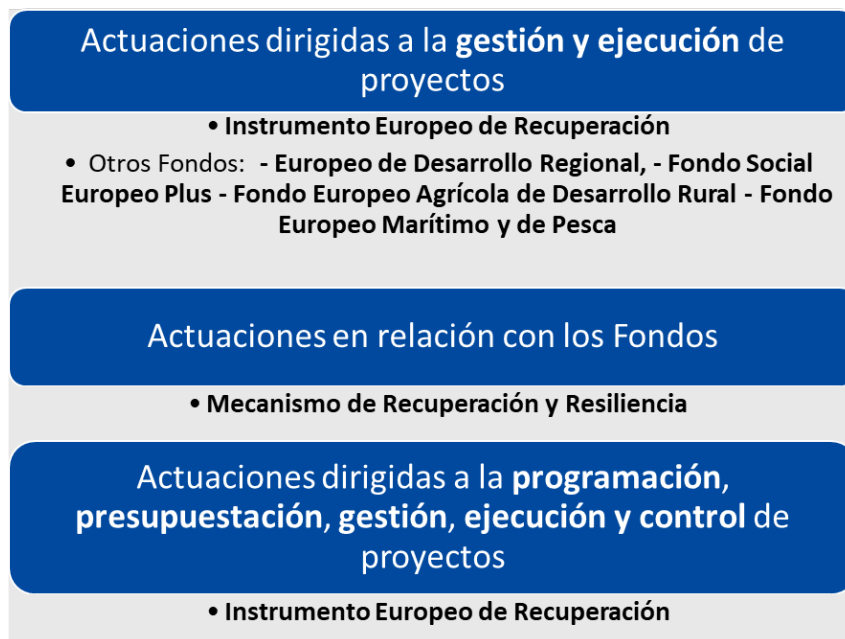 Actuaciones dirigidas a la gestión y ejecución de
proyectos
• Instrumento Europeo de Recuperación
• Otros Fondos: - Europeo de Desarrollo Regional, - Fondo Social
Europeo Plus - Fondo Europeo Agrícola de Desarrollo Rural - Fondo
Europeo Marítimo y de Pesca
Actuaciones en relación con los Fondos
• Mecanismo de Recuperación y Resiliencia
Actuaciones dirigidas a la programación,
presupuestación, gestión, ejecución y control de
proyectos
• Instrumento Europeo de Recuperación